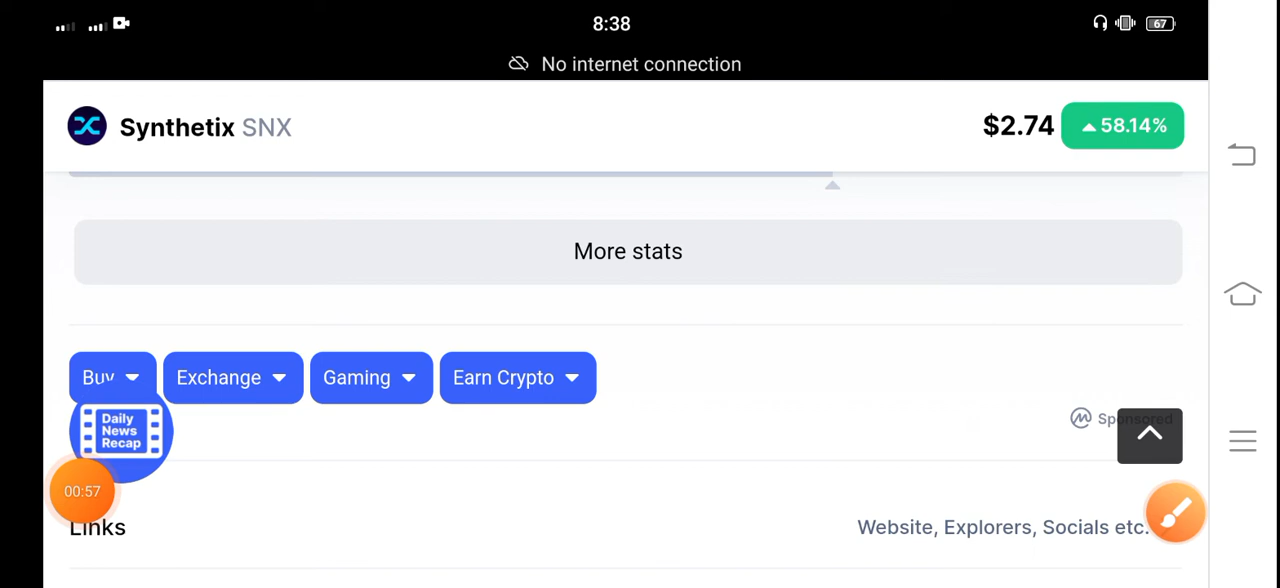 8:38
67
No internet connection
Synthetix SNX
$2.74
58.14%
More stats
Buy
Exchange
Gaming
Earn Crypto
Daily
News
Recap
Sponsored
00:57
Links
Website, Explorers, Socials etc.